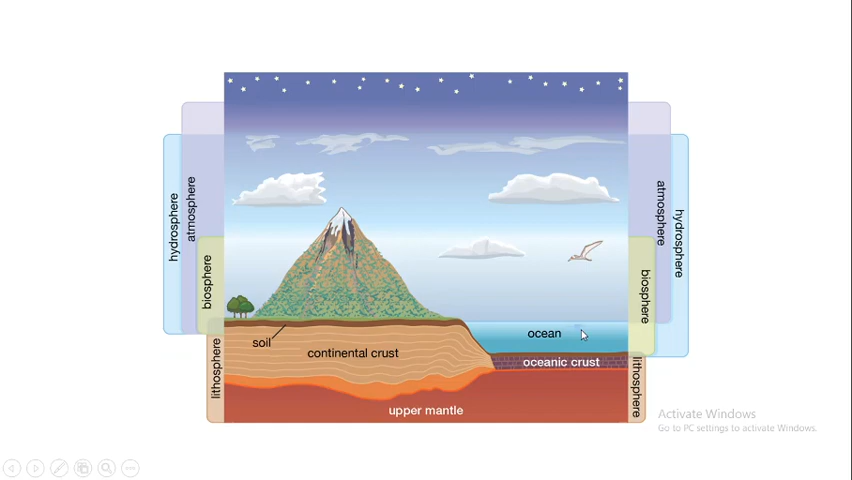 hydrosphere
atmosphere
biosphere
lithosphere
soil
continental crust
ocean
oceanic crust
upper mantle
atmosphere
hydrosphere
biosphere
lithosphere
Activate Windows
Go to PC settings to activate Windows.